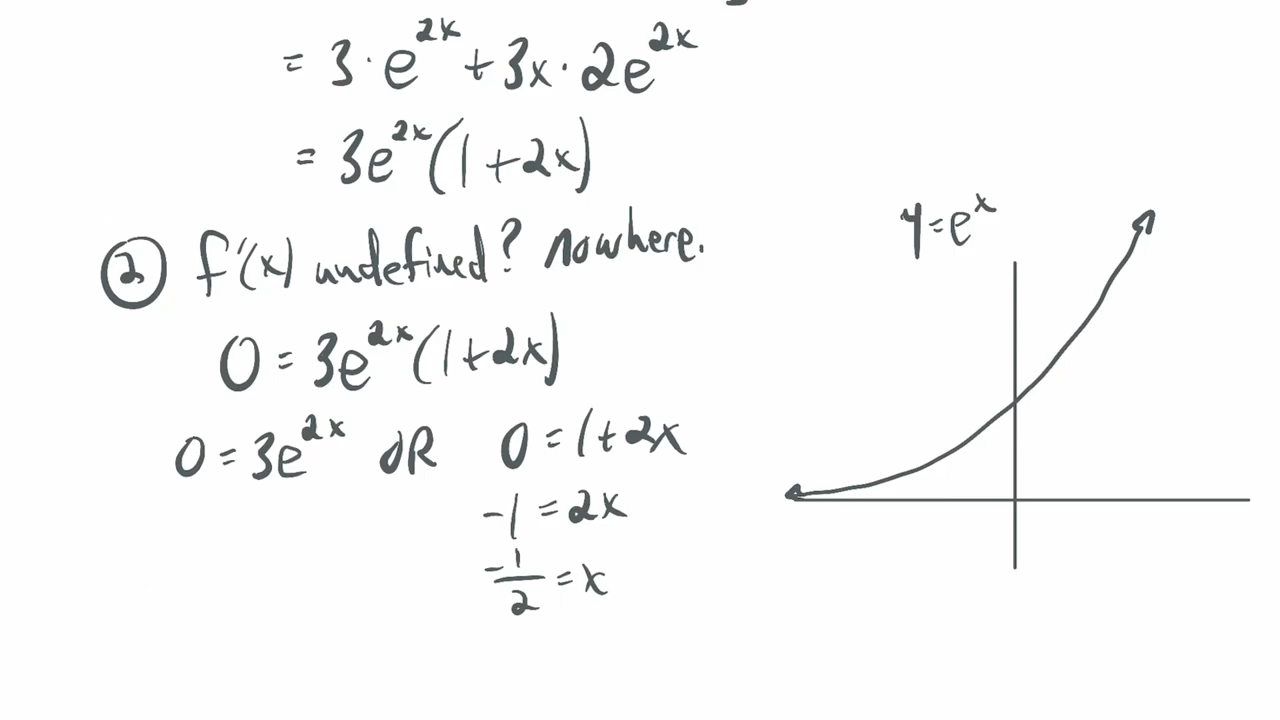 = 3 · e^{2x} + 3x · 2e^{2x}
= 3e^{2x}(1+2x)
② f'(x) undefined? nowhere.
0 = 3e^{2x}(1+2x)
0 = 3e^{2x} OR 0 = 1+2x
-1 = 2x
-1/2 = x
y=e^x